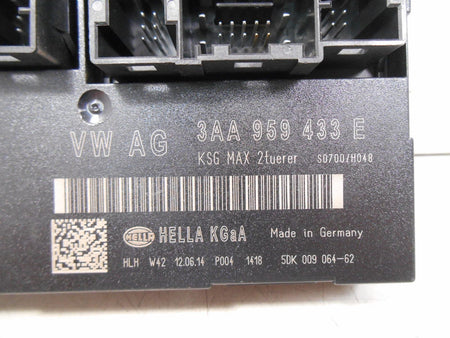 VW AG 3AA 959 433 E
KSG MAX 2tuerer S07007H048
HELLA HELLA KGaA Made in Germany
HLH W42 12.06.14 P004 1418 5DK 009 064-62